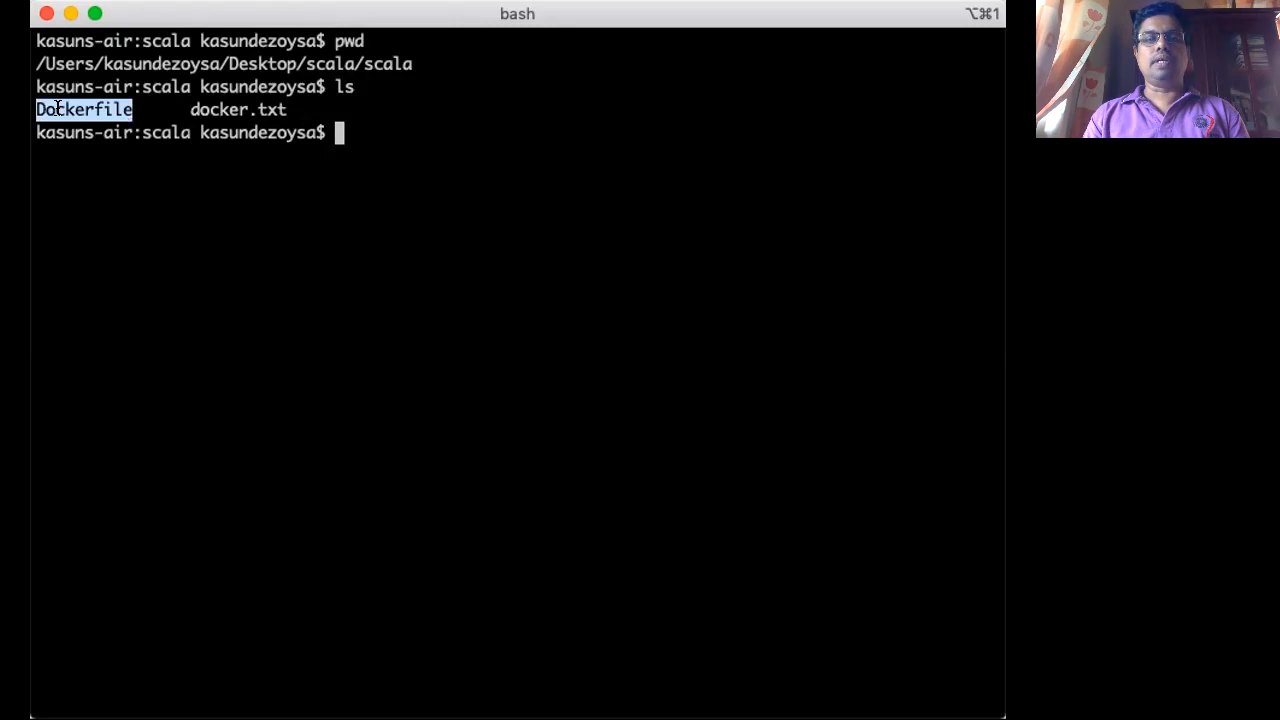 bash
⌥⌘1
kasuns-air:scala kasundezoysa$ pwd
/Users/kasundezoysa/Desktop/scala/scala
kasuns-air:scala kasundezoysa$ ls
Dockerfile docker.txt
kasuns-air:scala kasundezoysa$